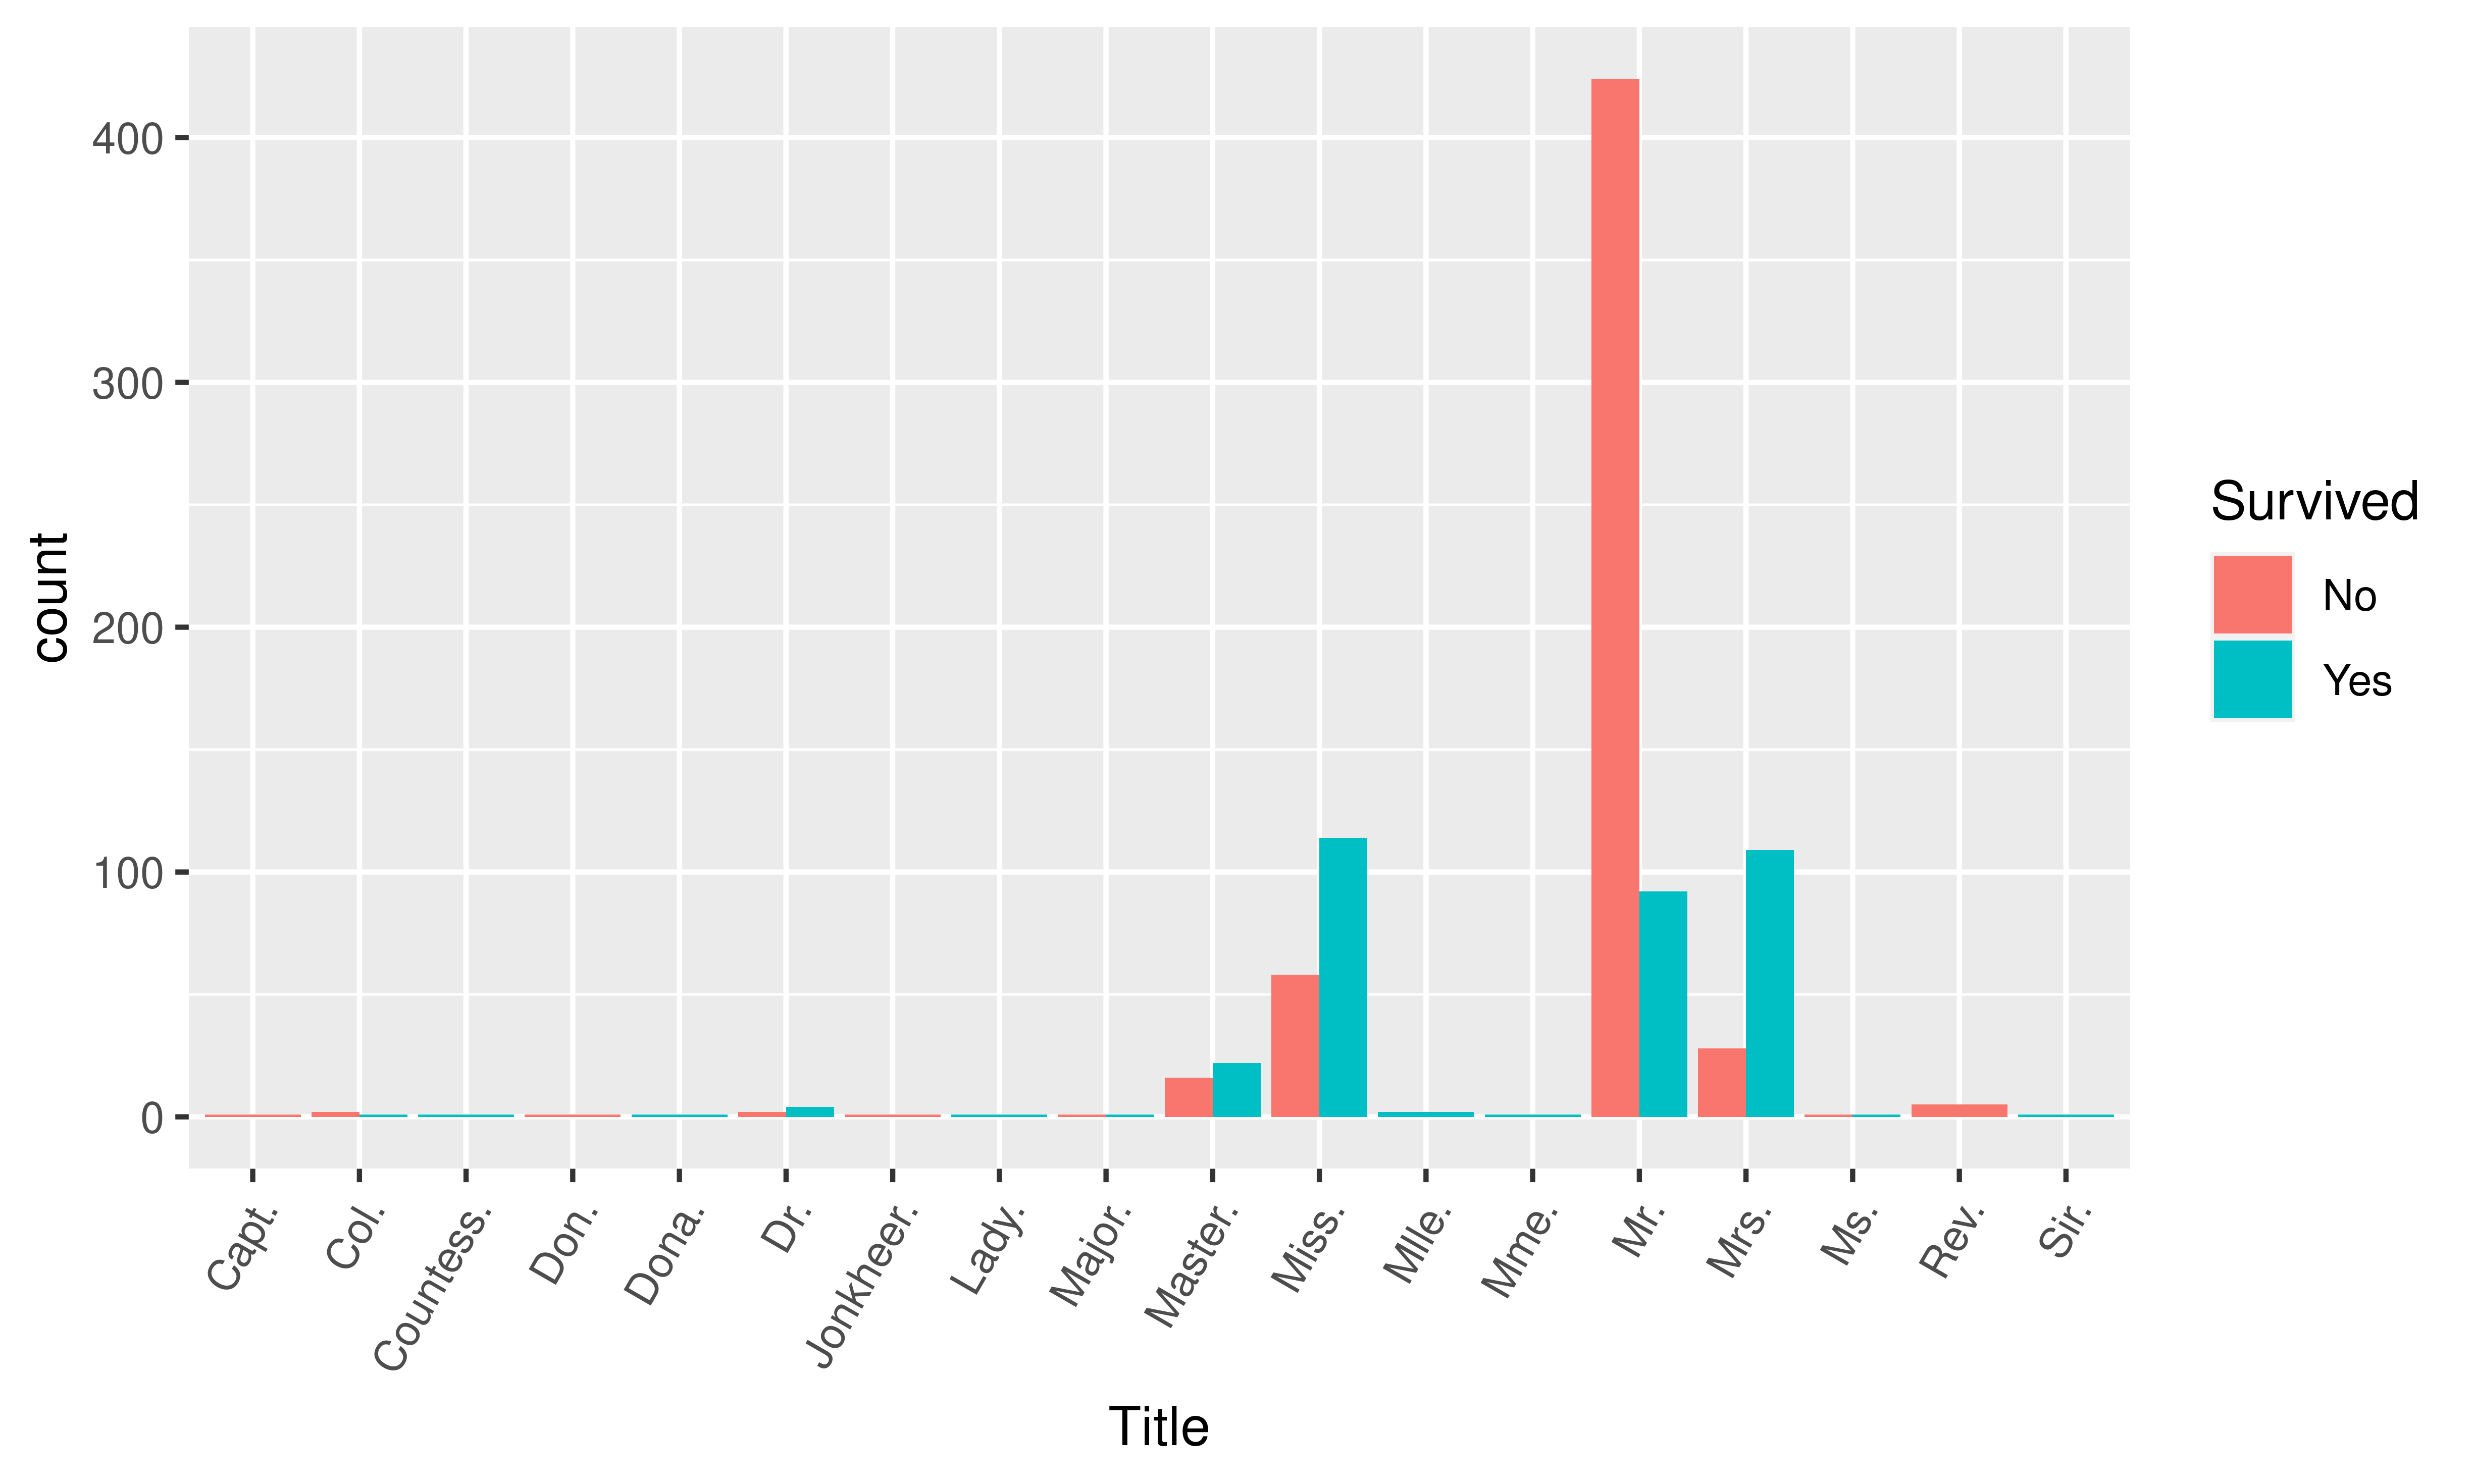 400
300
200
100
0
count
Capt.
Col.
Countess.
Don.
Dona.
Dr.
Jonkheer.
Lady.
Major.
Master.
Miss.
Mlle.
Mme.
Mr.
Mrs.
Ms.
Rev.
Sir.
Title
Survived
No
Yes